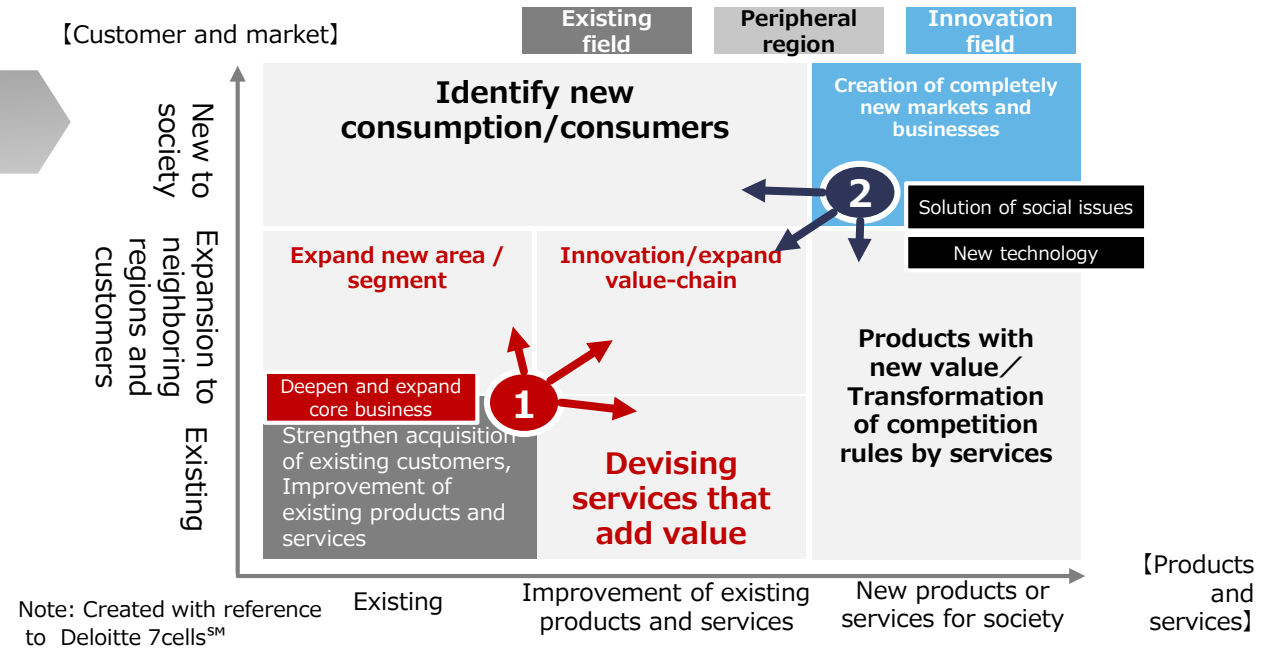 【Customer and market】
Existing
field
Peripheral
region
Innovation
field
New to
society
Expansion to
neighboring
regions and
customers
Existing
Identify new
consumption/consumers
Creation of completely
new markets and
businesses
2
Solution of social issues
New technology
Expand new area /
segment
Innovation/expand
value-chain
Products with
new value／
Transformation
of competition
rules by services
Deepen and expand
core business
1
Strengthen acquisition
of existing customers,
Improvement of
existing products and
services
Devising
services that
add value
Existing
Improvement of existing
products and services
New products or
services for society
【Products
and
services】
Note: Created with reference
to Deloitte 7cells℠